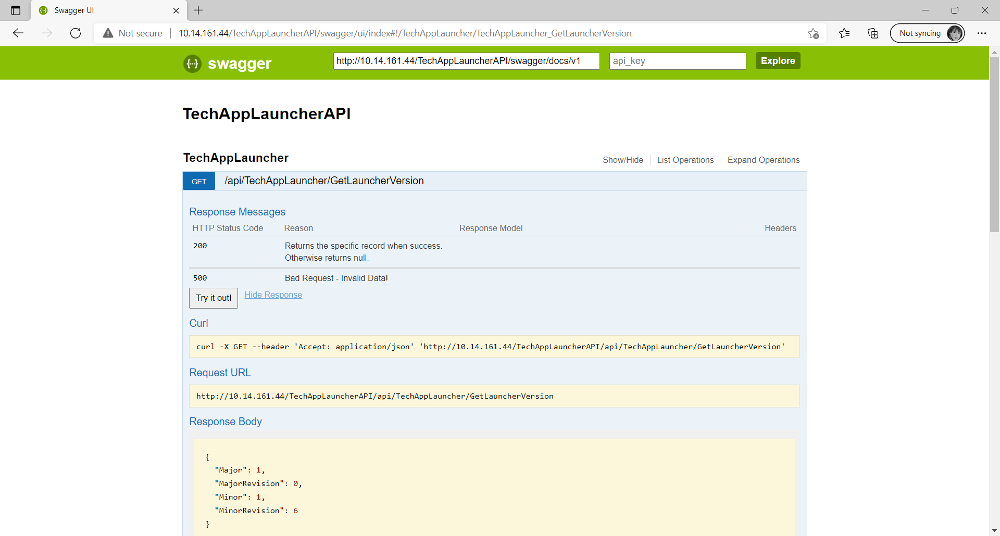 Swagger UI
Not secure
10.14.161.44/TechAppLauncherAPI/swagger/ui/index#!/TechAppLauncher/TechAppLauncher_GetLauncherVersion
Not syncing
{···} swagger
http://10.14.161.44/TechAppLauncherAPI/swagger/docs/v1
api_key
Explore
TechAppLauncherAPI
TechAppLauncher
Show/Hide
List Operations
Expand Operations
GET /api/TechAppLauncher/GetLauncherVersion
Response Messages
HTTP Status Code Reason Response Model Headers
200 Returns the specific record when success.
Otherwise returns null.
500 Bad Request - Invalid Data!
Try it out! Hide Response
Curl
curl -X GET --header 'Accept: application/json' 'http://10.14.161.44/TechAppLauncherAPI/api/TechAppLauncher/GetLauncherVersion'
Request URL
http://10.14.161.44/TechAppLauncherAPI/api/TechAppLauncher/GetLauncherVersion
Response Body
{
  "Major": 1,
  "MajorRevision": 0,
  "Minor": 1,
  "MinorRevision": 6
}